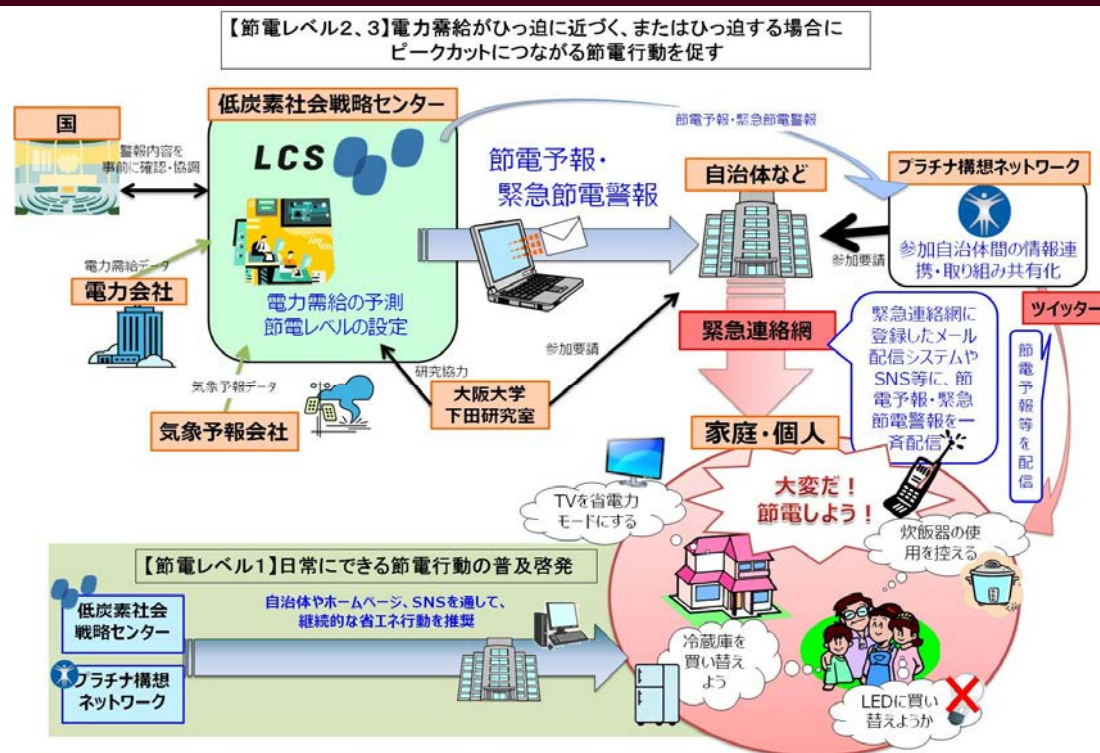 【節電レベル2、3】電力需給がひっ迫に近づく、またはひっ迫する場合に
ピークカットにつながる節電行動を促す
国
警報内容を
事前に確認・協調
低炭素社会戦略センター
LCS
電力需給の予測
節電レベルの設定
電力需給データ
電力会社
気象予報データ
気象予報会社
研究協力
大阪大学
下田研究室
参加要請
節電予報・
緊急節電警報
節電予報・緊急節電警報
自治体など
参加要請
プラチナ構想ネットワーク
参加自治体間の情報連
携・取り組み共有化
ツイッター
節電予報等を配信
緊急連絡網
緊急連絡網に
登録したメール
配信システムや
SNS等に、節
電予報・緊急
節電警報を一
斉配信
家庭・個人
大変だ！
節電しよう！
TVを省電力
モードにする
炊飯器の使
用を控える
冷蔵庫を
買い替え
よう
LEDに買い
替えようか
【節電レベル1】日常にできる節電行動の普及啓発
低炭素社会
戦略センター
プラチナ構想
ネットワーク
自治体やホームページ、SNSを通して、
継続的な省エネ行動を推奨